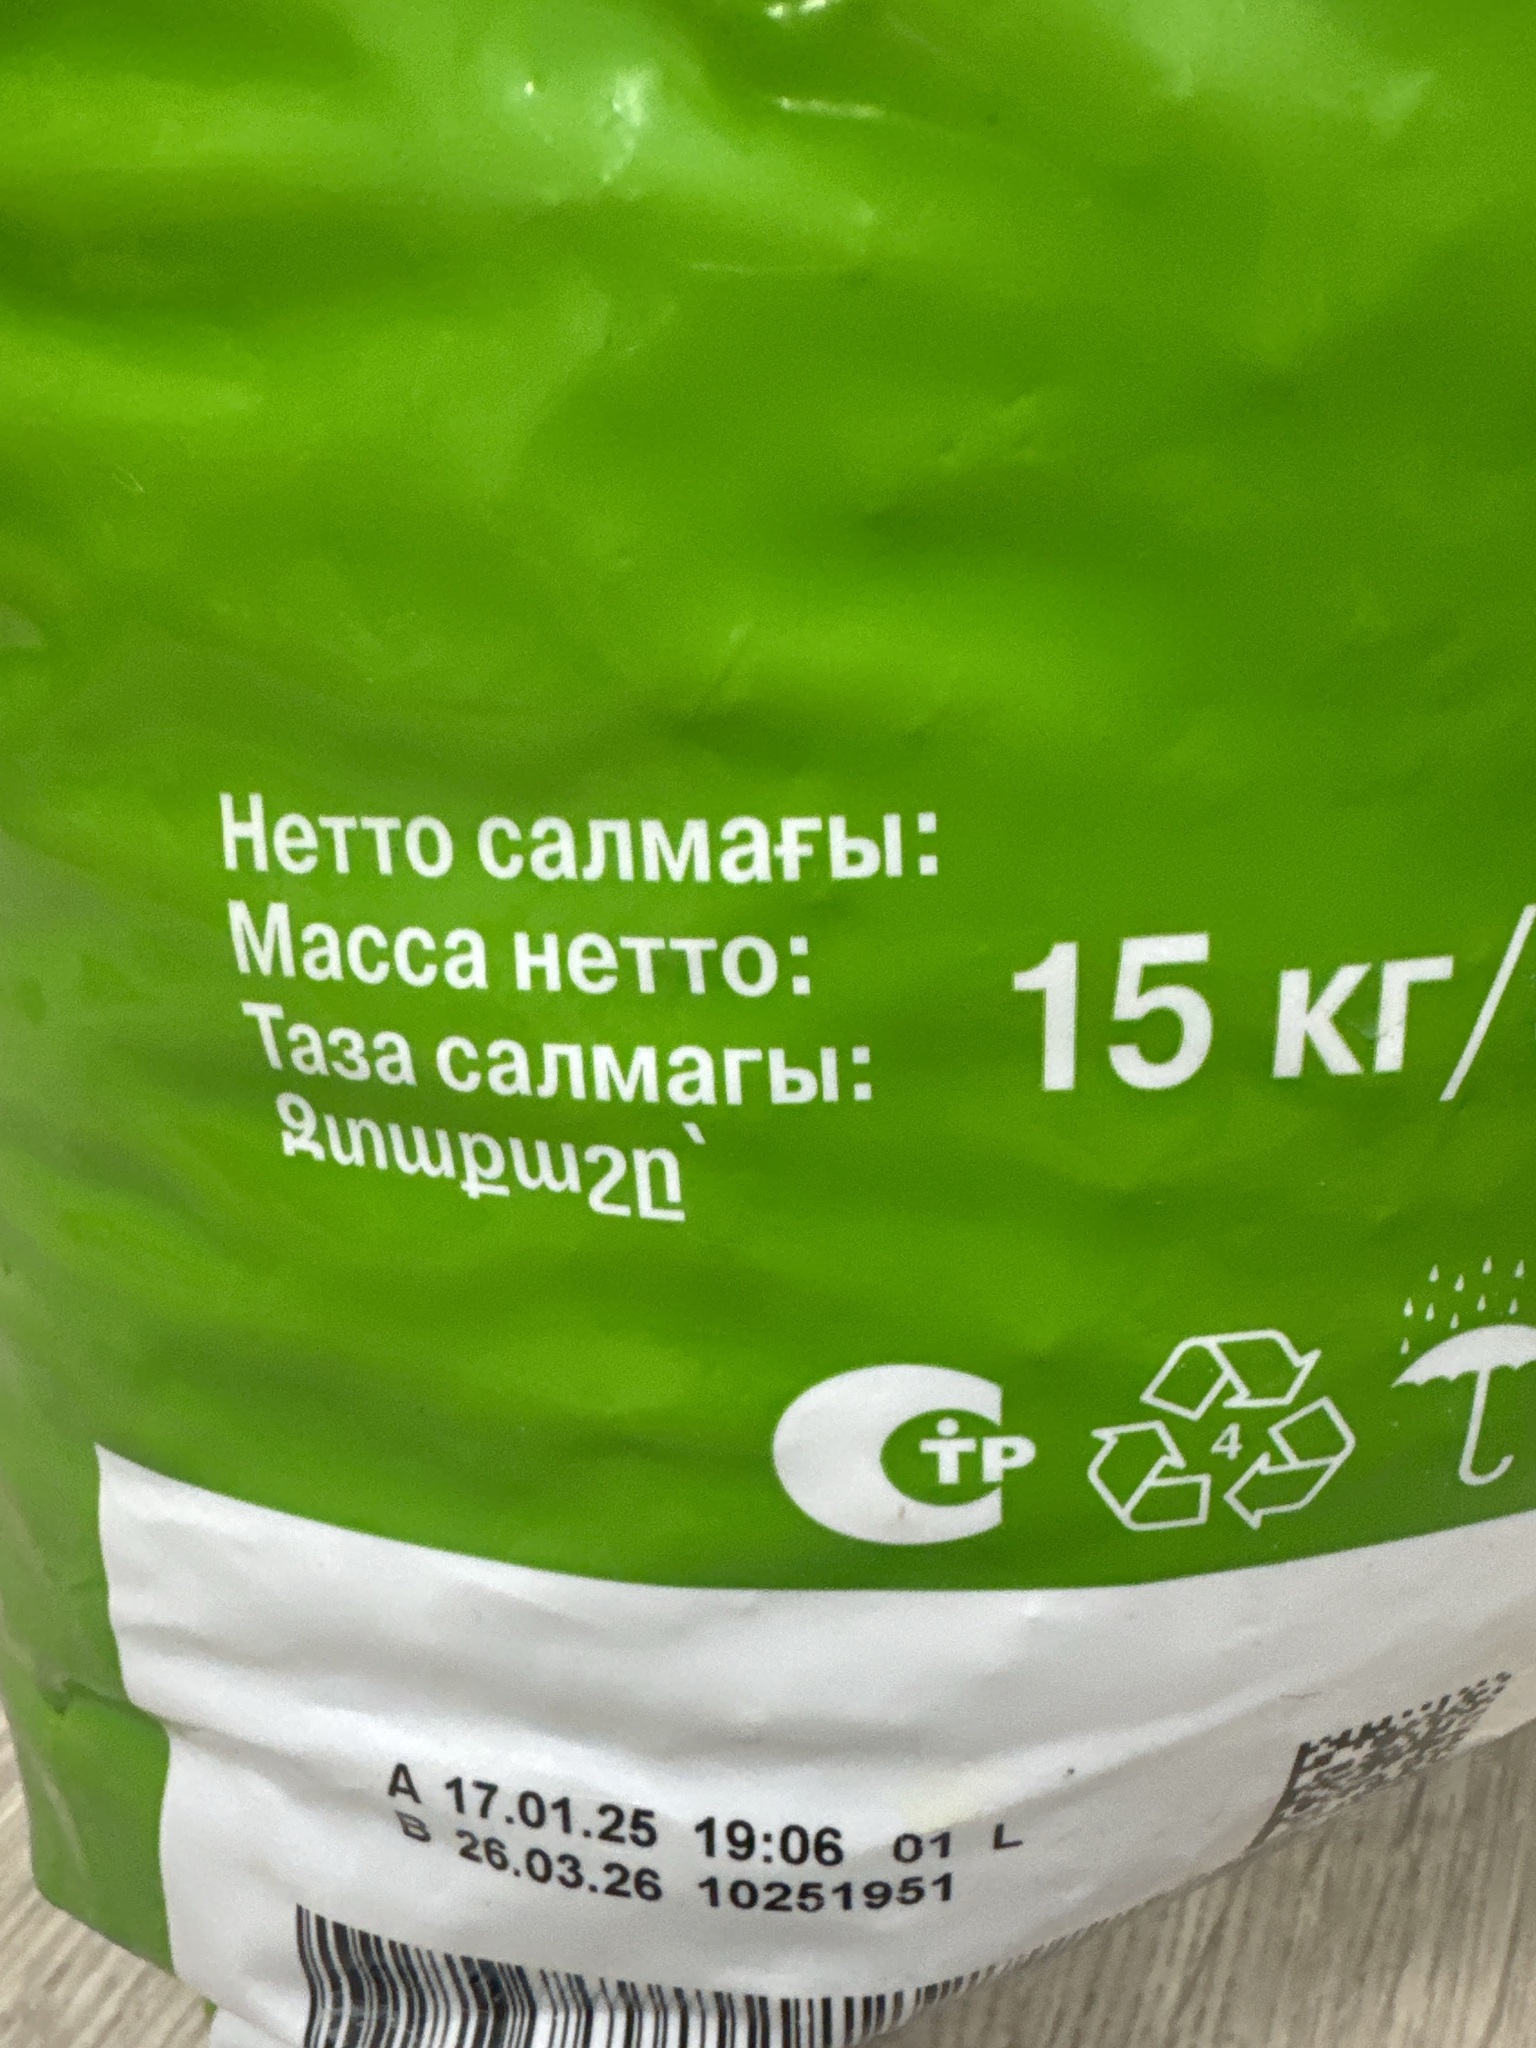 Нетто салмағы:
Масса нетто:
Таза салмагы:
Զտաքաշը՝
15 кг/
СТР
4
A 17.01.25 19:06 01 L
B 26.03.26 10251951